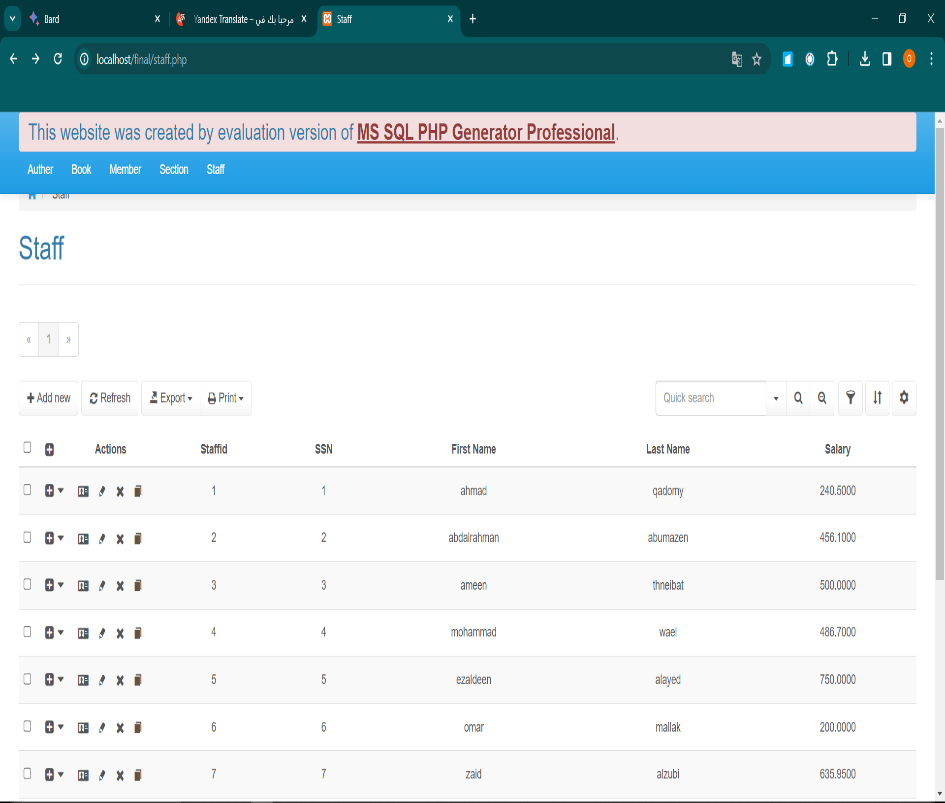 Bard
Yandex Translate – مرحبا بك في
Staff
localhost/final/staff.php
This website was created by evaluation version of MS SQL PHP Generator Professional.
Auther Book Member Section Staff
Staff
Staff
« 1 »
Add new Refresh Export Print Quick search
Actions Staffid SSN First Name Last Name Salary
1 1 ahmad qadomy 240.5000
2 2 abdalrahman abumazen 456.1000
3 3 ameen thneibat 500.0000
4 4 mohammad wael 486.7000
5 5 ezaldeen alayed 750.0000
6 6 omar mallak 200.0000
7 7 zaid alzubi 635.9500